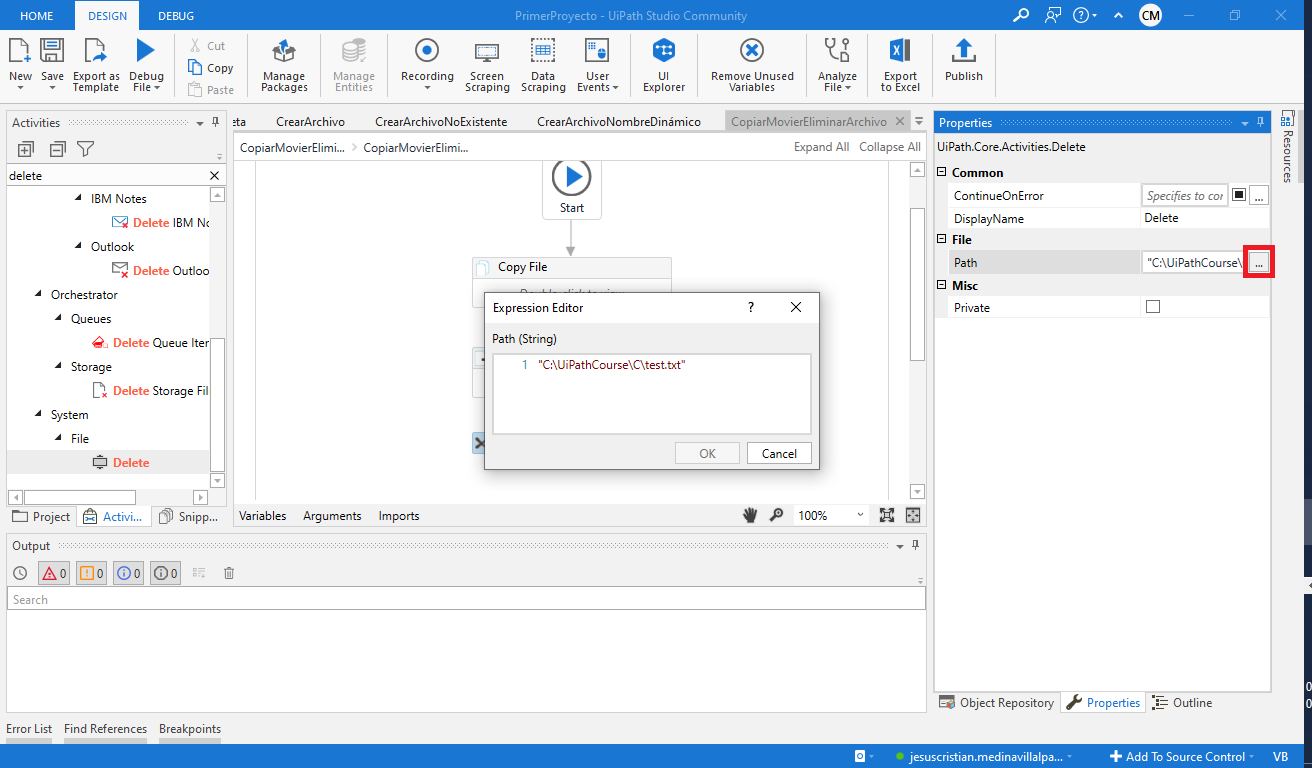 HOME DESIGN DEBUG PrimerProyecto - UiPath Studio Community CM
New Save Export as Template Debug File Cut Copy Paste Manage Packages Manage Entities Recording Screen Scraping Data Scraping User Events UI Explorer Remove Unused Variables Analyze File Export to Excel Publish
Activities
delete
IBM Notes
Delete IBM No
Outlook
Delete Outloo
Orchestrator
Queues
Delete Queue Iter
Storage
Delete Storage Fil
System
File
Delete
Project Activi... Snipp...
eta CrearArchivo CrearArchivoNombreNoExistente CrearArchivoNombreDinámico CopiarMovierEliminarArchivo
CopiarMovierElimi... > CopiarMovierElimi... Expand All Collapse All
Start
Copy File
Expression Editor ?
Path (String)
1 "C:\UiPathCourse\C\test.txt"
OK Cancel
Variables Arguments Imports 100%
Properties
UiPath.Core.Activities.Delete
Common
ContinueOnError Specifies to cor ...
DisplayName Delete
File
Path "C:\UiPathCourse\ ...
Misc
Private
Object Repository Properties Outline
Resources
Output
0 0 0 0
Search
Error List Find References Breakpoints
jesuscristian.medinavillalpa... Add To Source Control VB